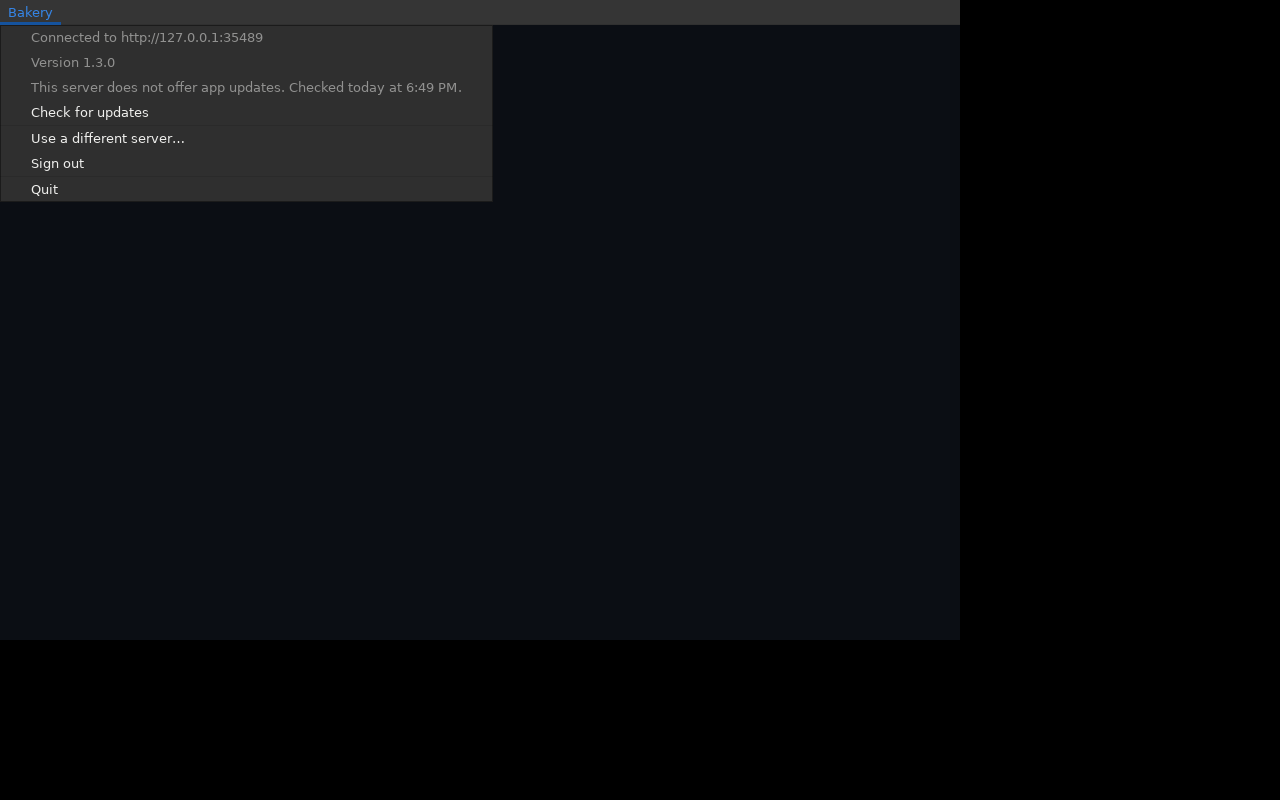 Bakery
Connected to http://127.0.0.1:35489
Version 1.3.0
This server does not offer app updates. Checked today at 6:49 PM.
Check for updates
Use a different server...
Sign out
Quit